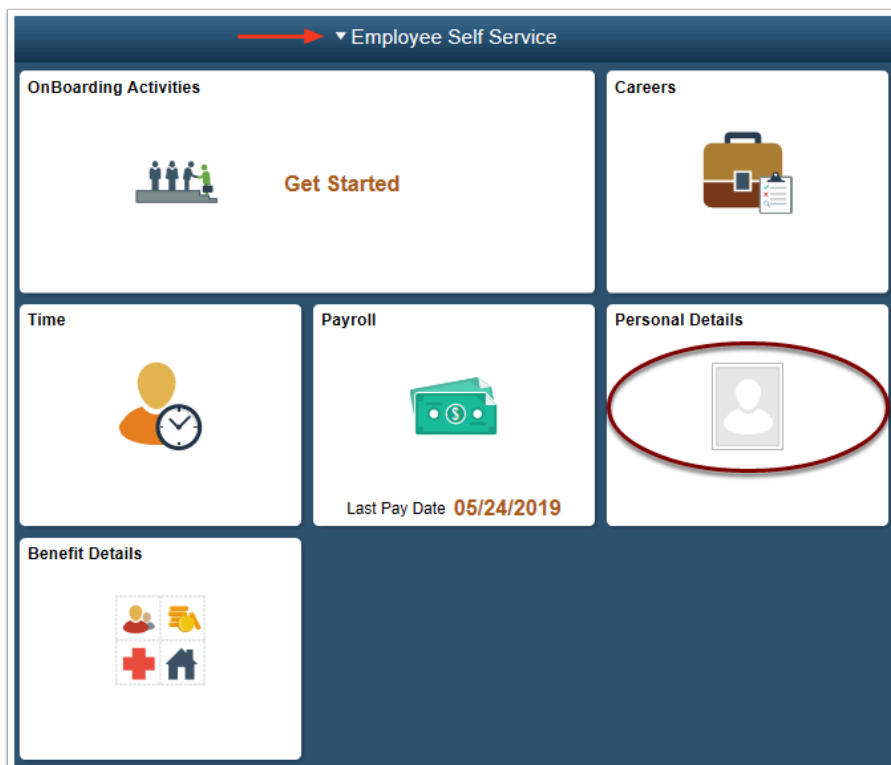 Employee Self Service
OnBoarding Activities
Careers
Get Started
Time
Payroll
Personal Details
$
Last Pay Date 05/24/2019
Benefit Details